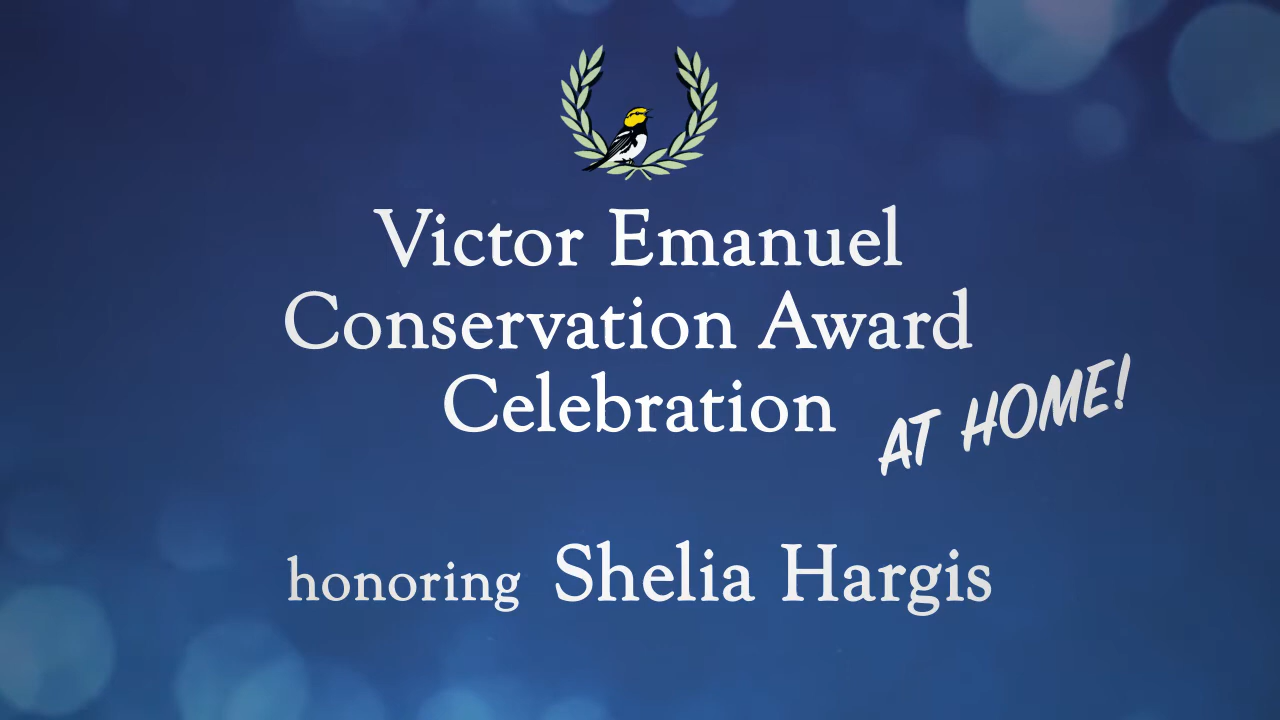 Victor Emanuel
Conservation Award
Celebration
AT HOME!
honoring Shelia Hargis